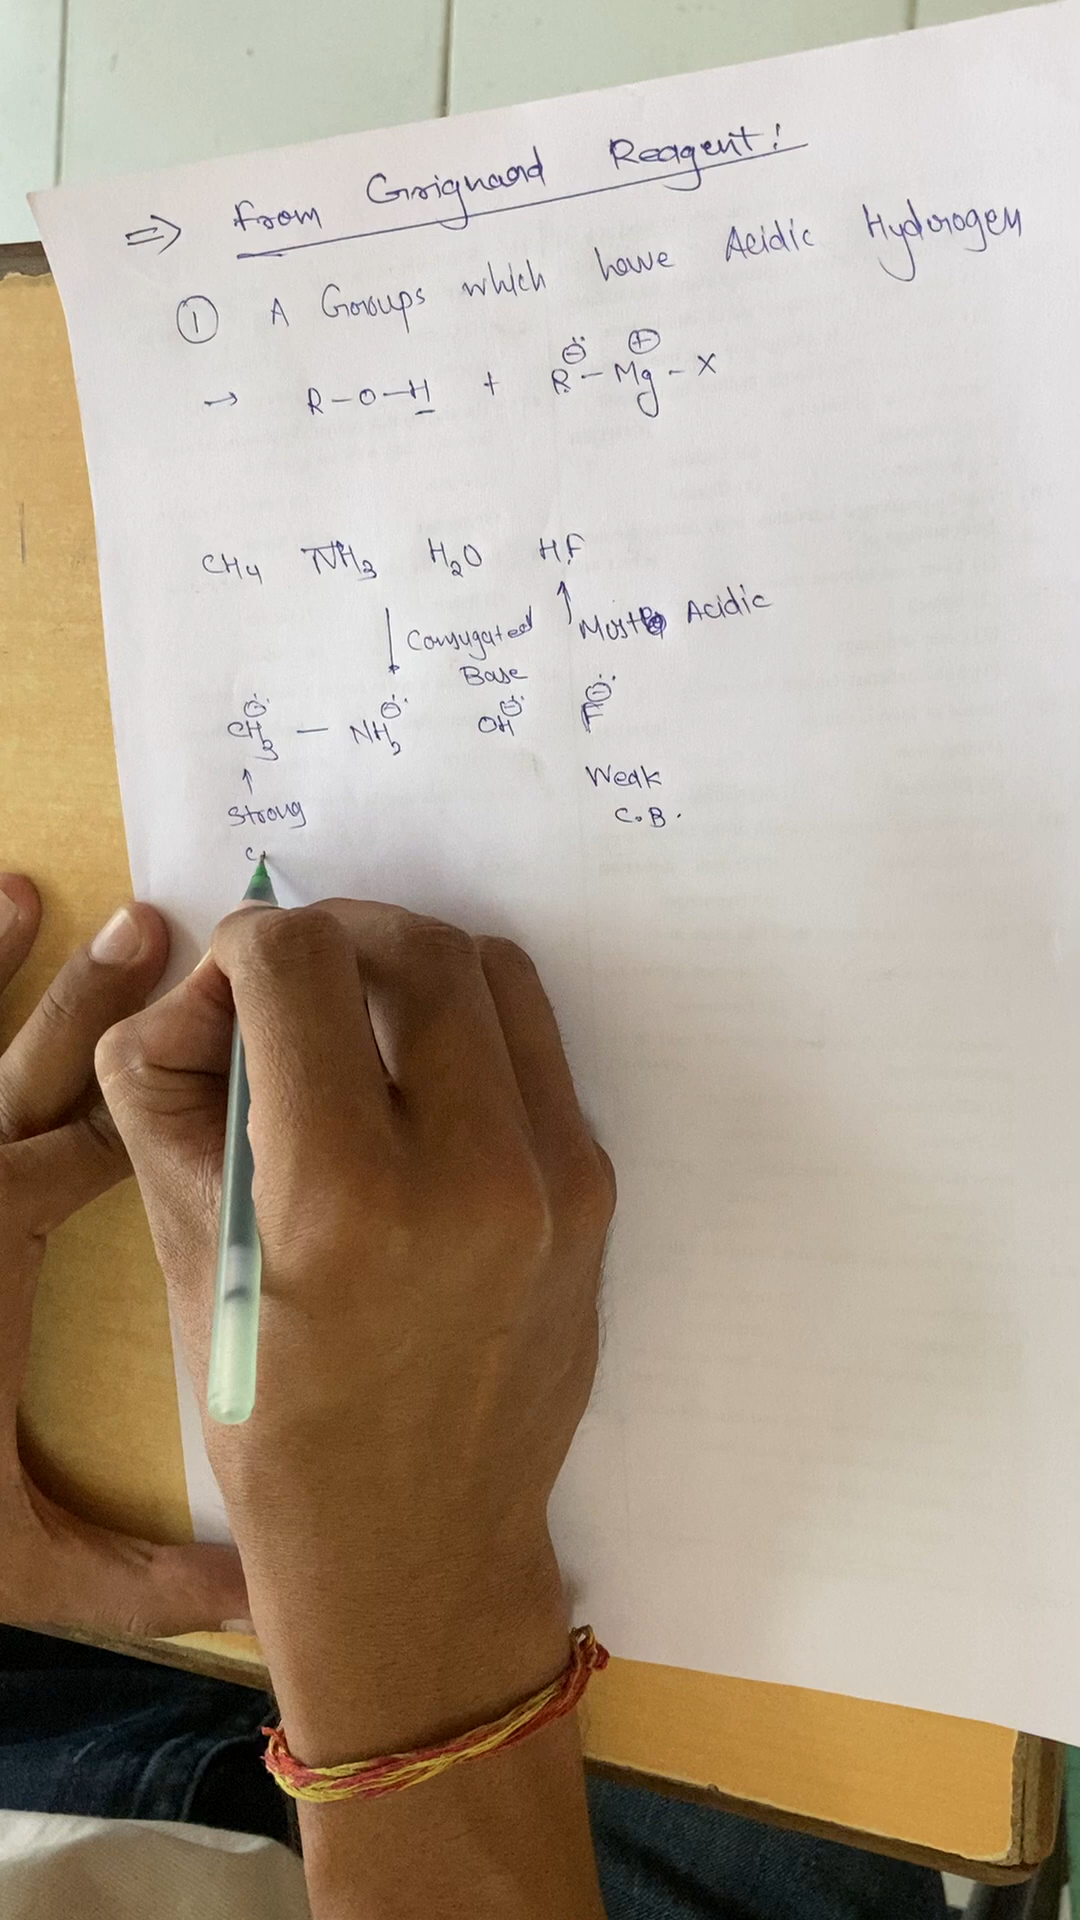 ⇒ From Grignard Reagent:
① A Groups which have Acidic Hydrogen
→ R-O-H + R⊖̈-Mg⊕-X
CH4 NH3 H2O HF
↓ Conjugated Base ↑ Most Acidic
CH3⊖̈ — NH2⊖̈ OH⊖̈ F⊖̈
↑ Weak
Strong C.B.
C.